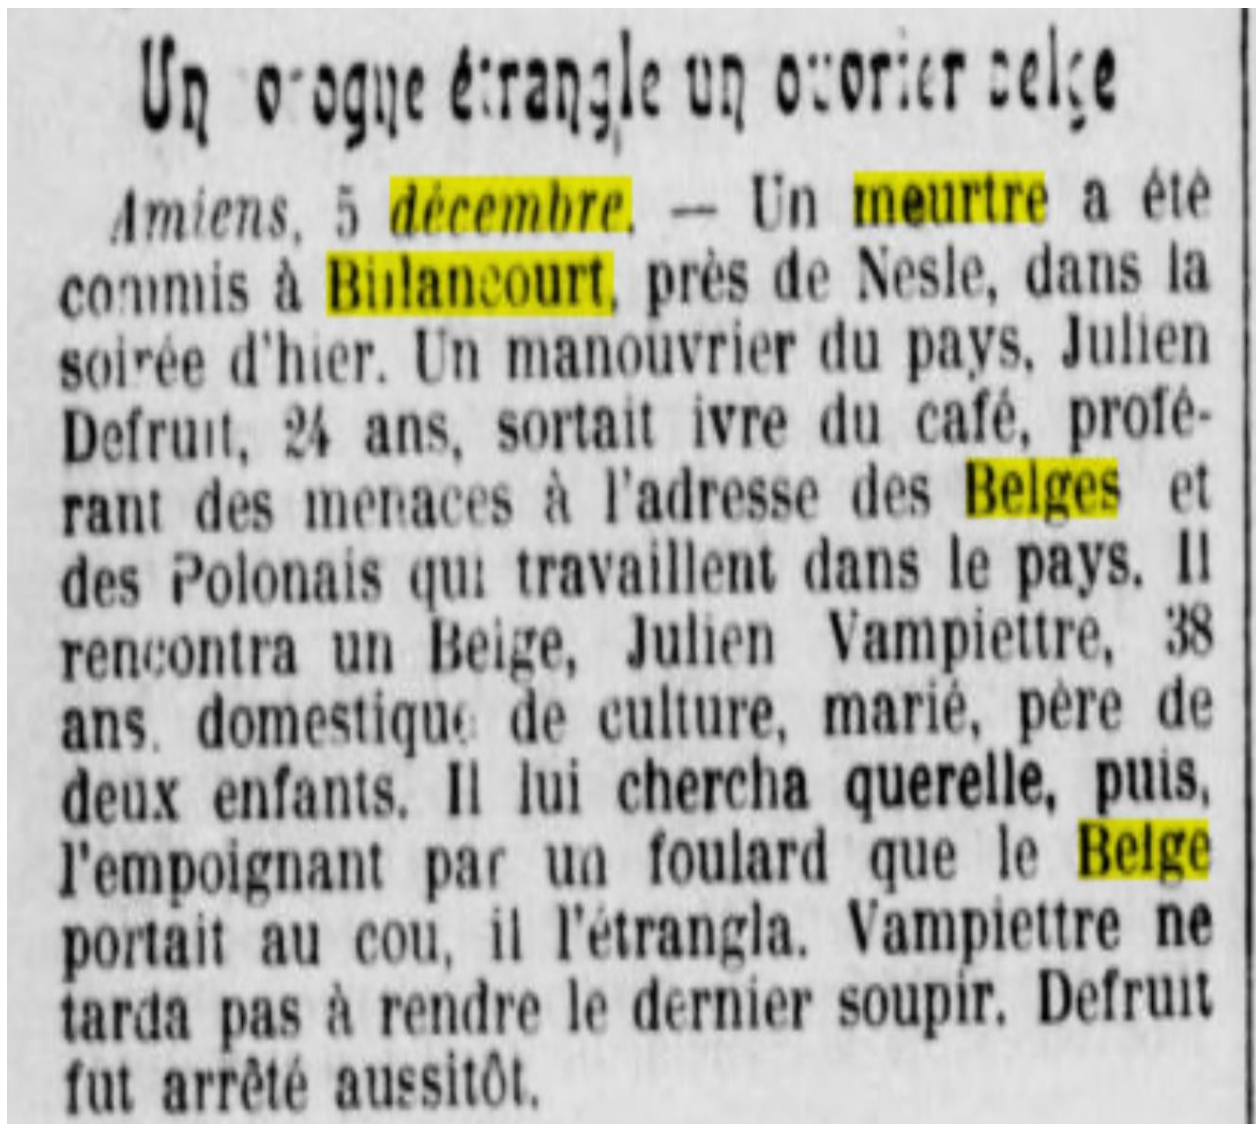 Un ivrogne étrangle un ouvrier belge
Amiens, 5 décembre. — Un meurtre a été
commis à Billancourt, près de Nesle, dans la
soirée d'hier. Un manouvrier du pays, Julien
Defruit, 24 ans, sortait ivre du café, profé-
rant des menaces à l'adresse des Belges et
des Polonais qui travaillent dans le pays. Il
rencontra un Belge, Julien Vampiettre, 38
ans, domestique de culture, marié, père de
deux enfants. Il lui chercha querelle, puis,
l'empoignant par un foulard que le Belge
portait au cou, il l'étrangla. Vampiettre ne
tarda pas à rendre le dernier soupir. Defruit
fut arrêté aussitôt.